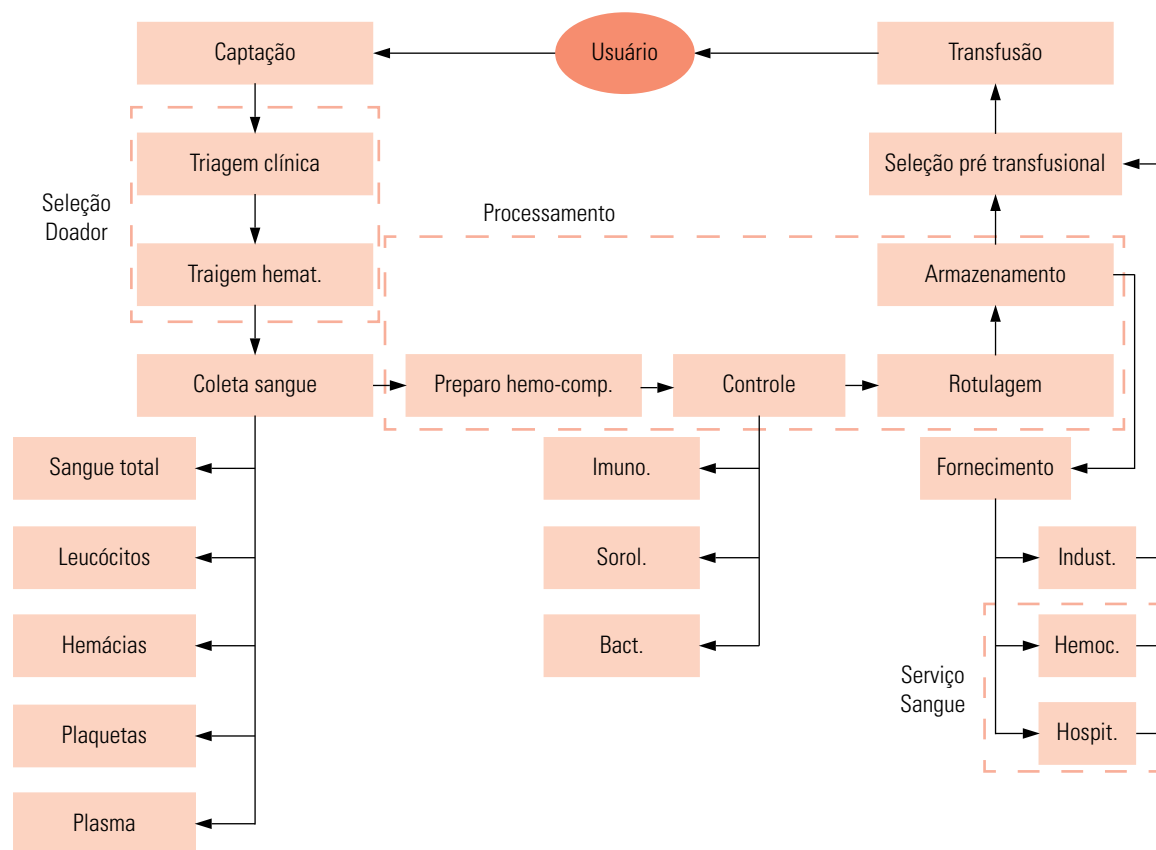 Captação
Usuário
Transfusão
Triagem clínica
Seleção pré transfusional
Seleção
Doador
Processamento
Traigem hemat.
Armazenamento
Coleta sangue
Preparo hemo-comp.
Controle
Rotulagem
Sangue total
Imuno.
Fornecimento
Leucócitos
Sorol.
Indust.
Hemácias
Bact.
Hemoc.
Serviço
Sangue
Plaquetas
Hospit.
Plasma